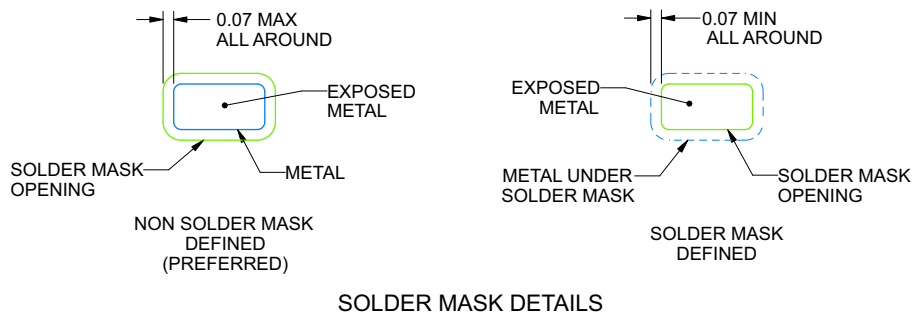 0.07 MAX
ALL AROUND
EXPOSED
METAL
SOLDER MASK
OPENING
METAL
NON SOLDER MASK
DEFINED
(PREFERRED)
0.07 MIN
ALL AROUND
EXPOSED
METAL
METAL UNDER
SOLDER MASK
SOLDER MASK
OPENING
SOLDER MASK
DEFINED
SOLDER MASK DETAILS